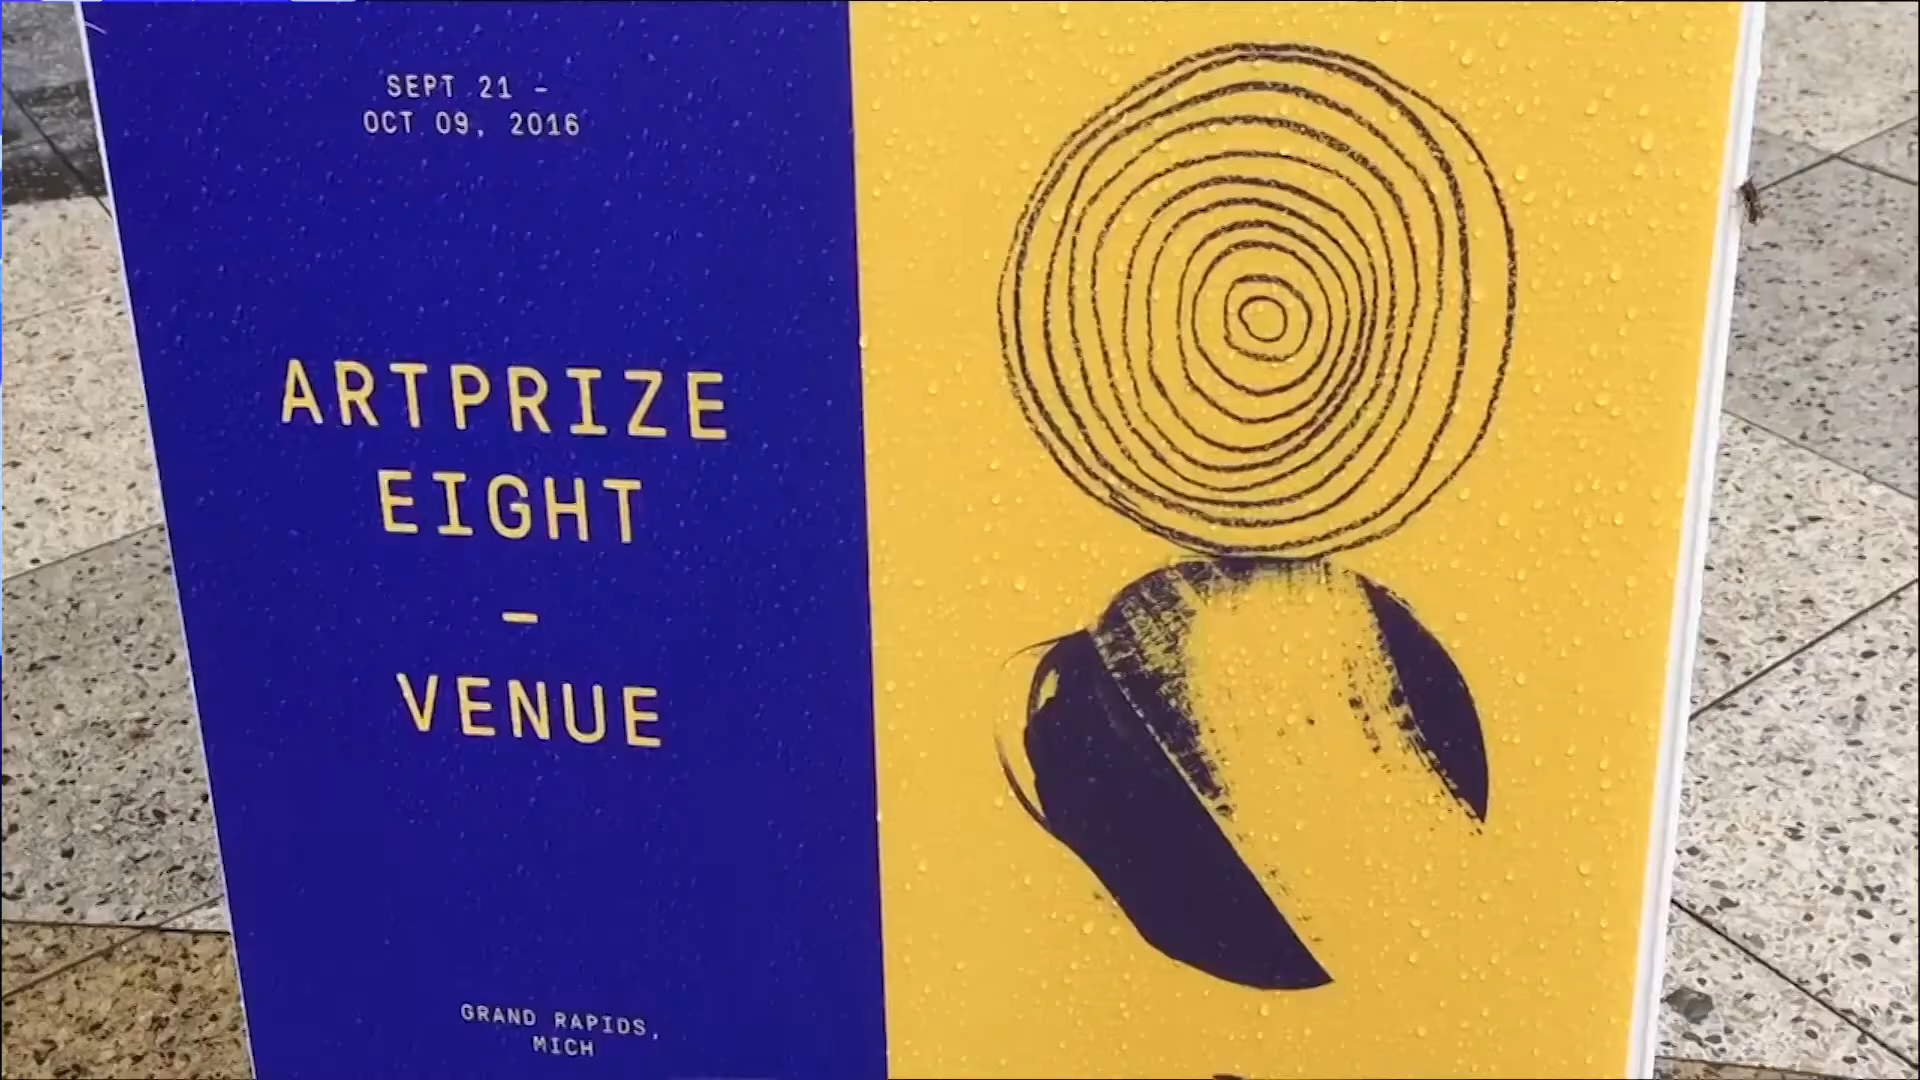 SEPT 21 –
OCT 09, 2016
ARTPRIZE
EIGHT
–
VENUE
GRAND RAPIDS,
MICH